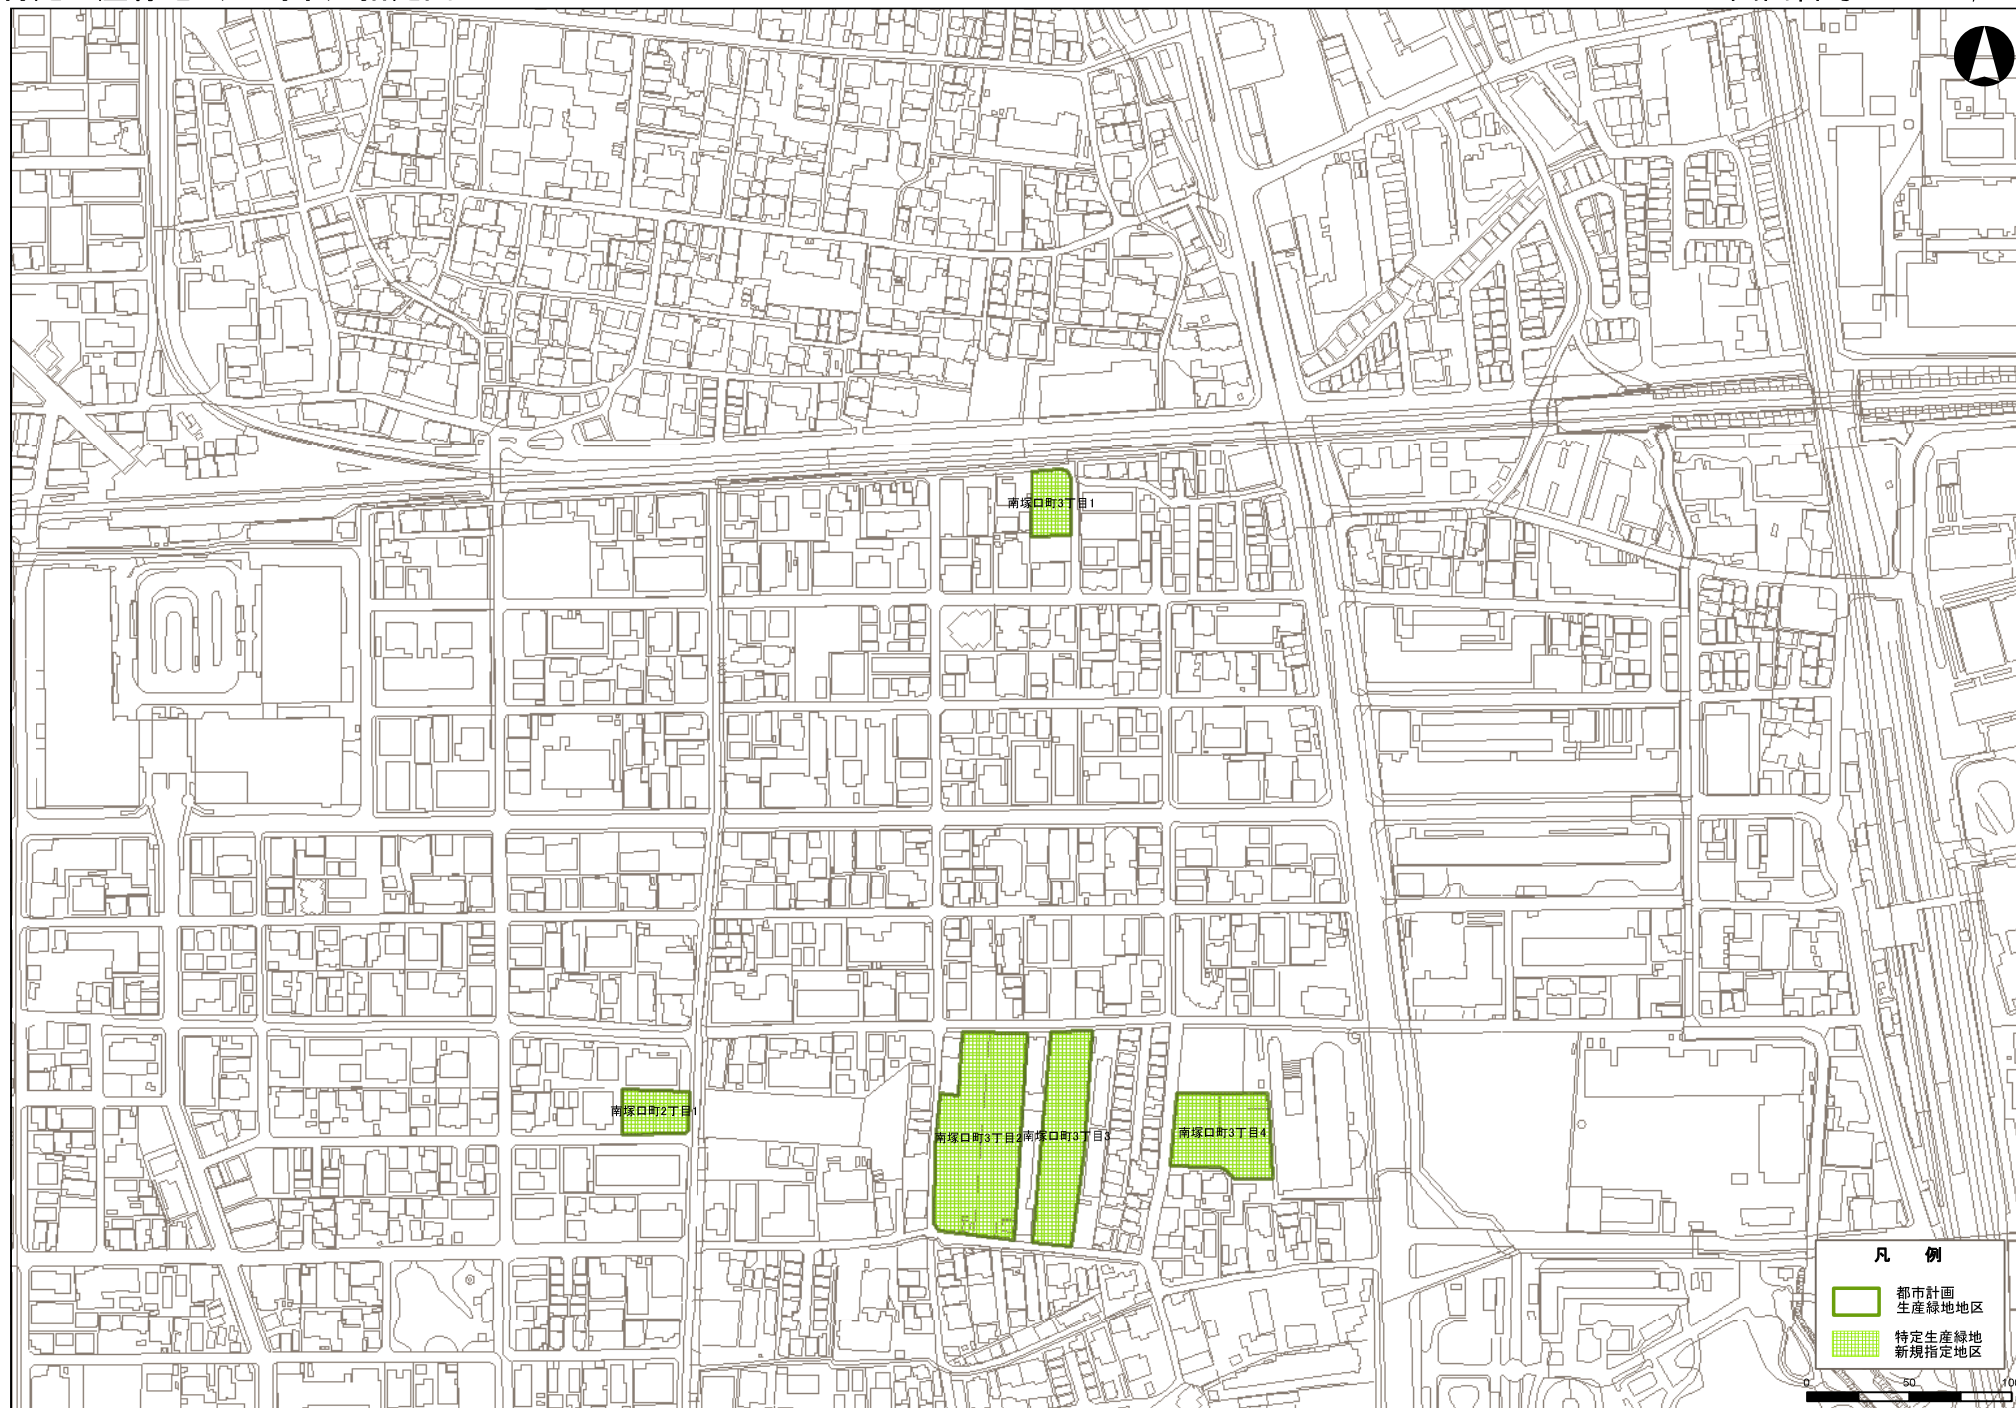 南塚口町3丁目1
南塚口町2丁目1
南塚口町3丁目2
南塚口町3丁目3
南塚口町3丁目4
凡 例
都市計画
生産緑地地区
特定生産緑地
新規指定地区
0 50